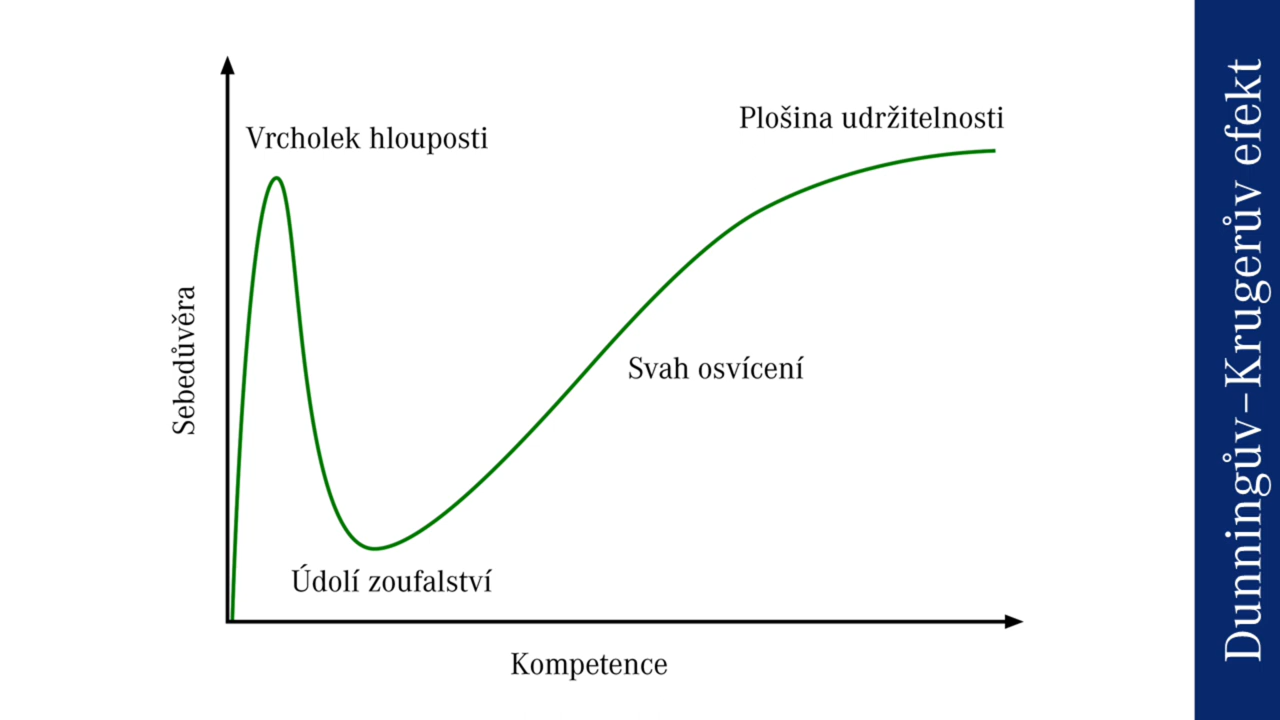 Plošina udržitelnosti
Vrcholek hlouposti
Sebedůvěra
Svah osvícení
Údolí zoufalství
Kompetence
Dunningův–Krugerův efekt